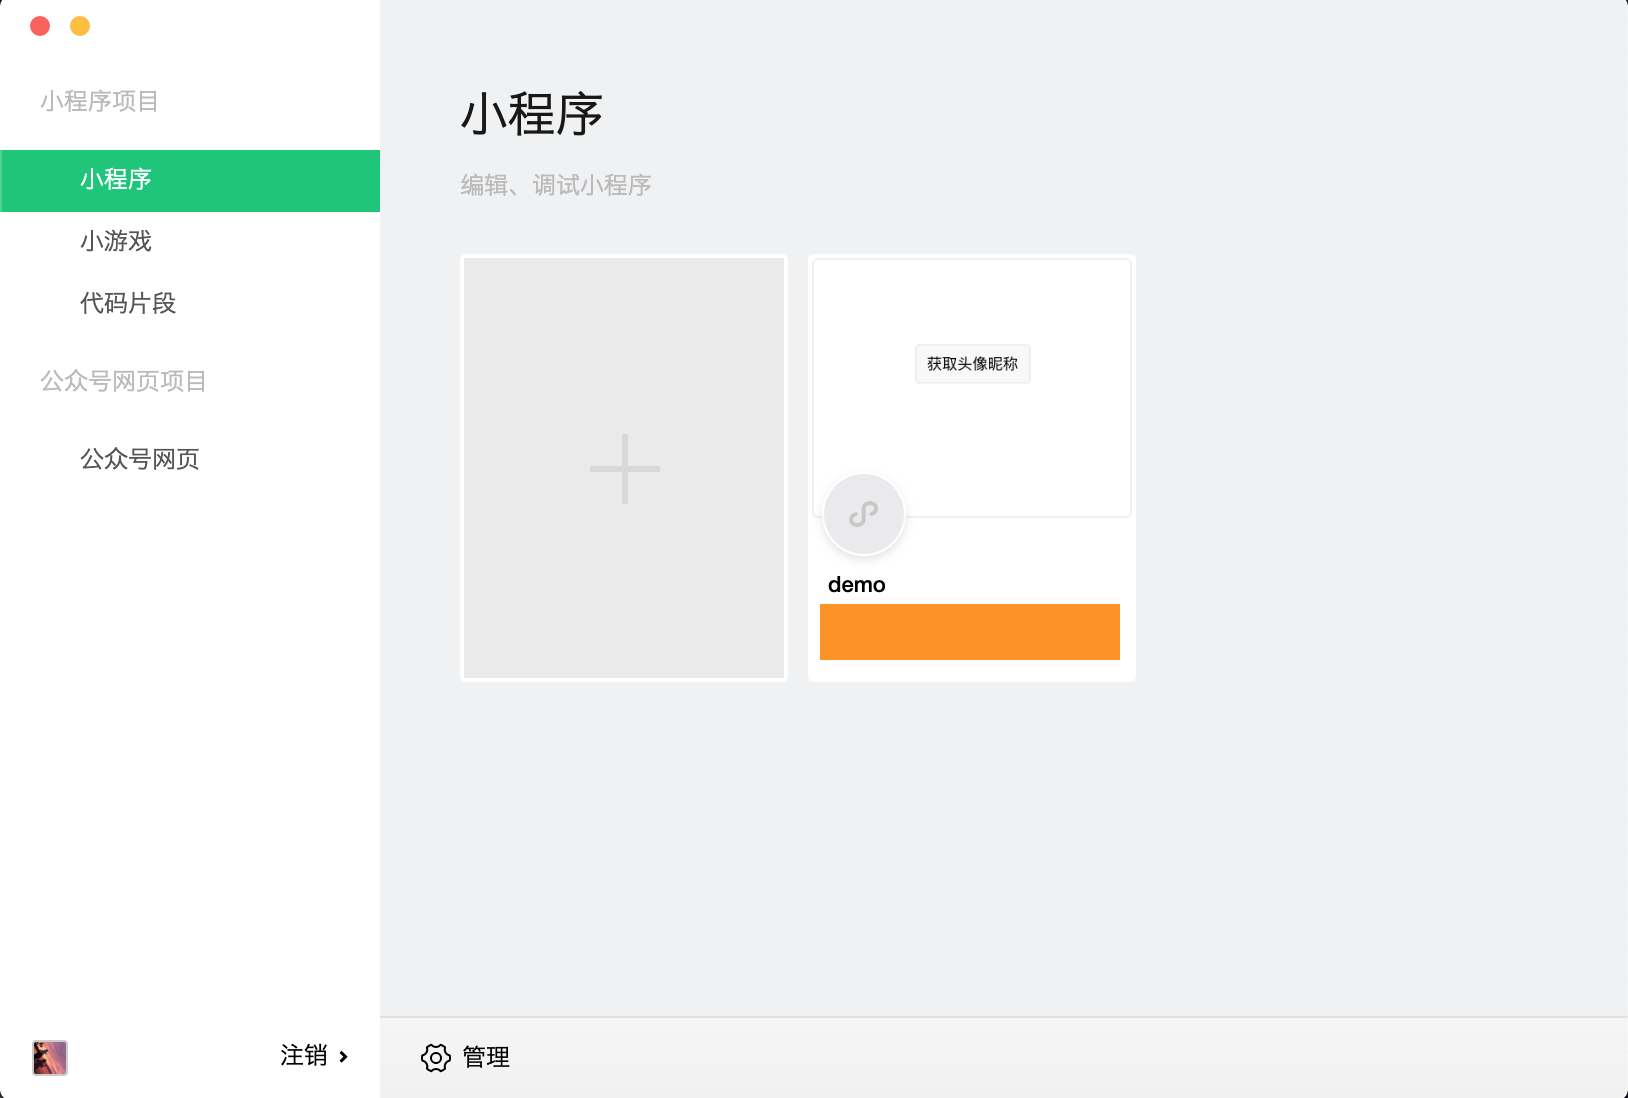 小程序项目
小程序
小游戏
代码片段
公众号网页项目
公众号网页
注销
小程序
编辑、调试小程序
获取头像昵称
demo
管理